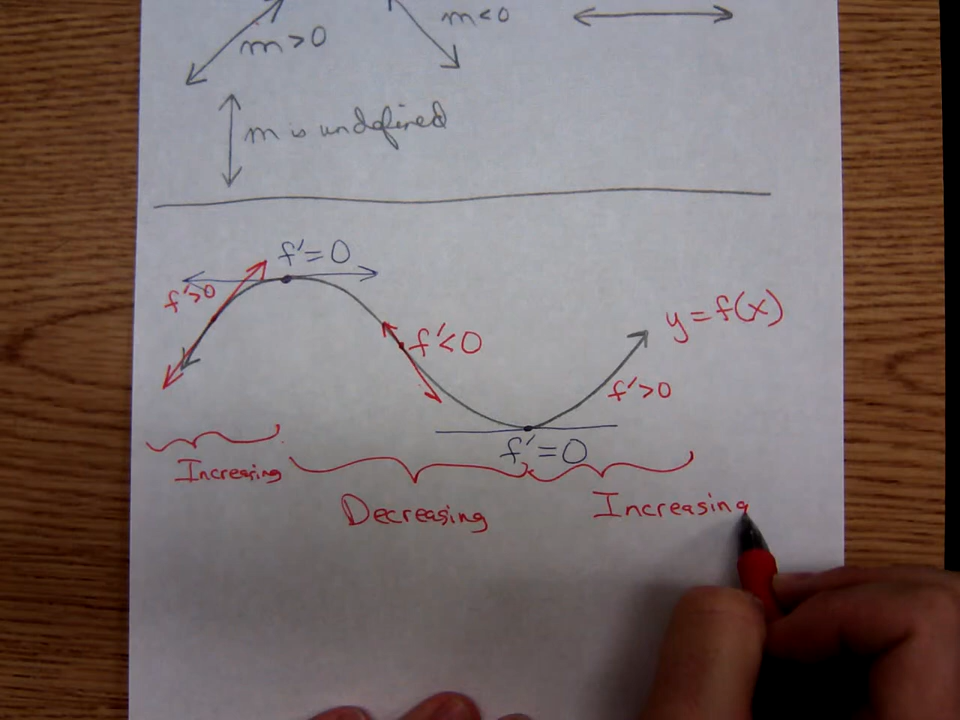 m > 0
m < 0
m is undefined
f' = 0
f' > 0
f' < 0
y = f(x)
f' > 0
f' = 0
Increasing
Decreasing
Increasing